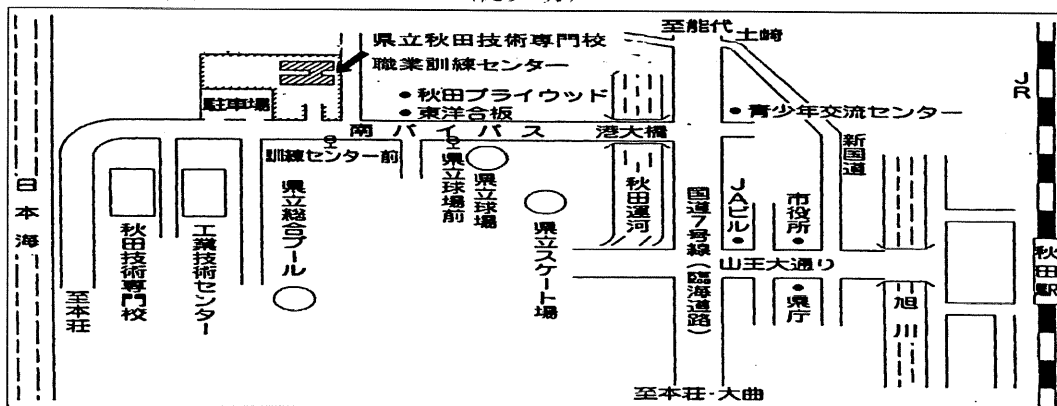 至能代
土崎
県立秋田技術専門校
職業訓練センター
JR
駐車場
秋田プライウッド
東洋合板
青少年交流センター
南バイパス
港大橋
新国道
訓練センター前
県立球場前
県立球場
秋田運河
国道7号線(臨海道路)
JAビル
市役所
日本海
県立総合プール
県立スケート場
山王大通り
秋田駅
秋田技術専門校
工業技術センター
県庁
旭川
至本荘
至本荘・大曲